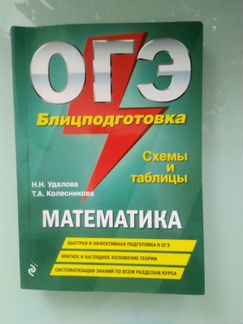 ОГЭ
Блицподготовка
Схемы
и
таблицы
Н.Н. Удалова
Т.А. Колесникова
МАТЕМАТИКА
БЫСТРАЯ И ЭФФЕКТИВНАЯ ПОДГОТОВКА К ОГЭ
КРАТКОЕ И НАГЛЯДНОЕ ИЗЛОЖЕНИЕ ТЕОРИИ
СИСТЕМАТИЗАЦИЯ ЗНАНИЙ ПО ВСЕМ РАЗДЕЛАМ КУРСА